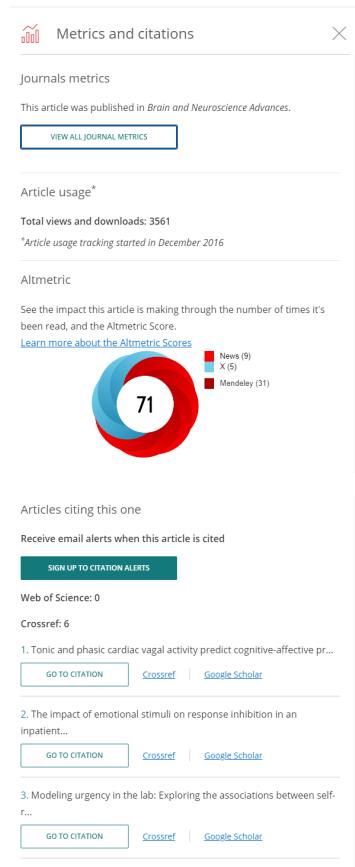 Metrics and citations
Journals metrics
This article was published in Brain and Neuroscience Advances.
VIEW ALL JOURNAL METRICS
Article usage*
Total views and downloads: 3561
*Article usage tracking started in December 2016
Altmetric
See the impact this article is making through the number of times it's
been read, and the Altmetric Score.
Learn more about the Altmetric Scores
News (9)
X (5)
Mendeley (31)
71
Articles citing this one
Receive email alerts when this article is cited
SIGN UP TO CITATION ALERTS
Web of Science: 0
Crossref: 6
1. Tonic and phasic cardiac vagal activity predict cognitive-affective pr...
GO TO CITATION Crossref Google Scholar
2. The impact of emotional stimuli on response inhibition in an
inpatient...
GO TO CITATION Crossref Google Scholar
3. Modeling urgency in the lab: Exploring the associations between self-
r...
GO TO CITATION Crossref Google Scholar